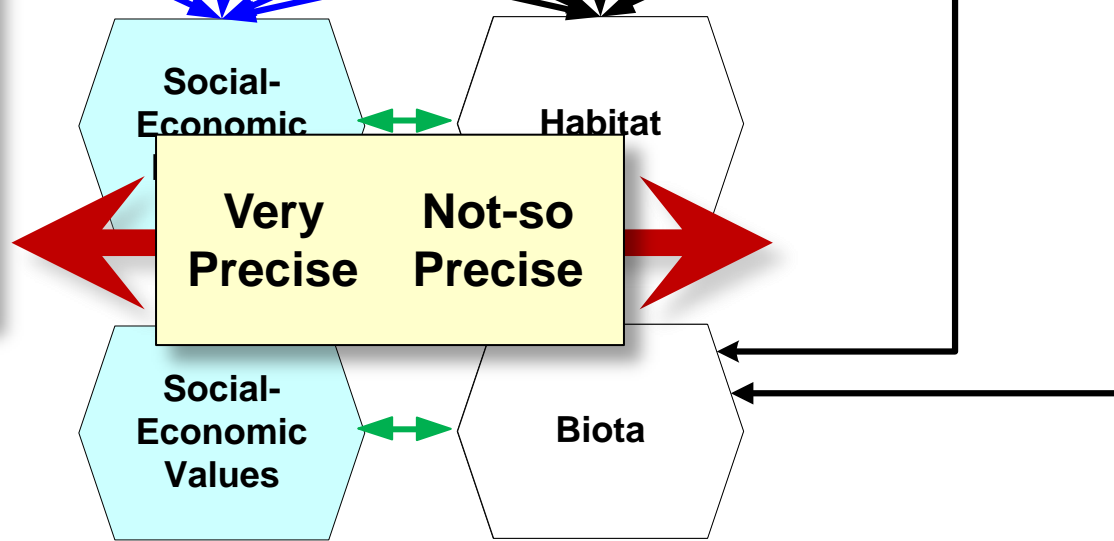 Social-
Economic
Habitat
Very
Precise
Not-so
Precise
Social-
Economic
Values
Biota